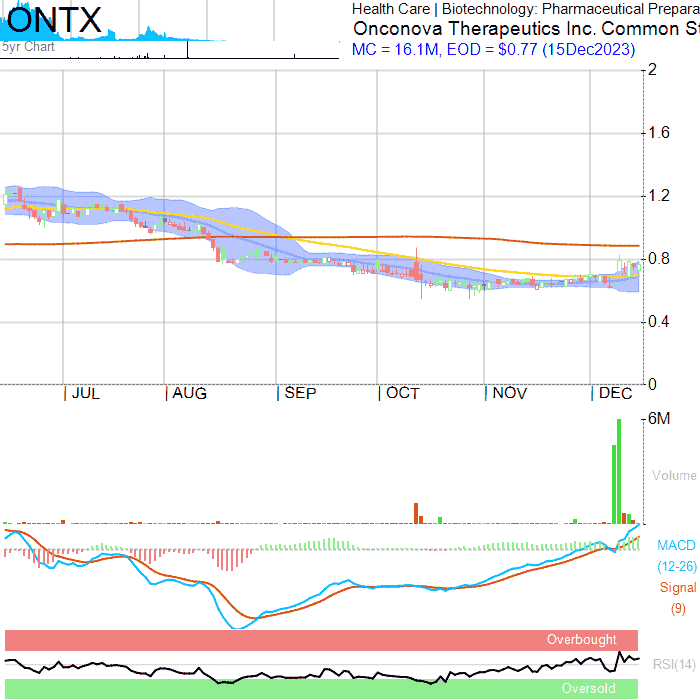 ONTX
5yr Chart
Health Care | Biotechnology: Pharmaceutical Prepara
Onconova Therapeutics Inc. Common St
MC = 16.1M, EOD = $0.77 (15Dec2023)
2
1.6
1.2
0.8
0.4
0
JUL AUG SEP OCT NOV DEC
6M
Volume
MACD
(12-26)
Signal
(9)
Overbought
RSI(14)
Oversold